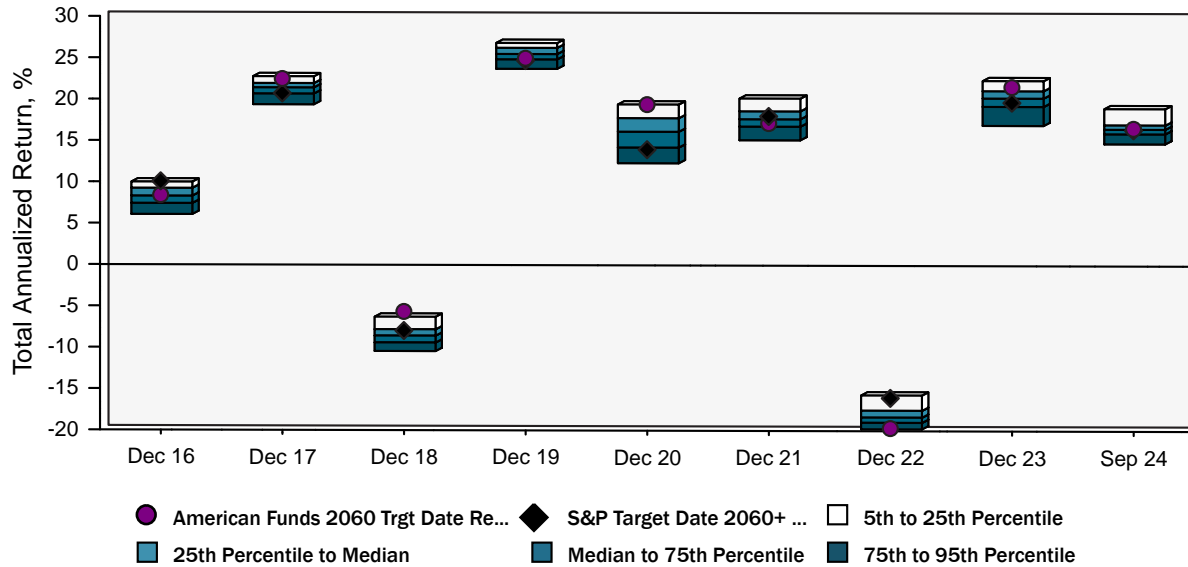 Total Annualized Return, %
30
25
20
15
10
5
0
-5
-10
-15
-20
Dec 16 Dec 17 Dec 18 Dec 19 Dec 20 Dec 21 Dec 22 Dec 23 Sep 24
American Funds 2060 Trgt Date Re... S&P Target Date 2060+ ... 5th to 25th Percentile
25th Percentile to Median Median to 75th Percentile 75th to 95th Percentile